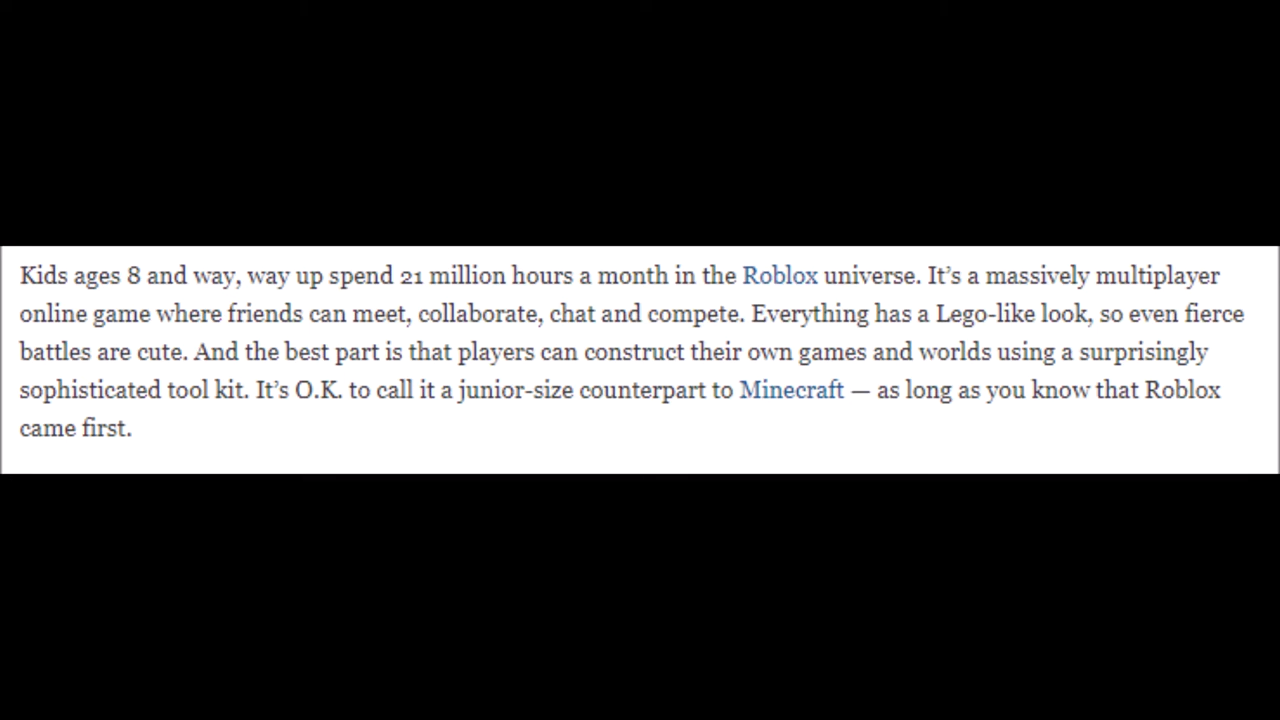 Kids ages 8 and way, way up spend 21 million hours a month in the Roblox universe. It’s a massively multiplayer
online game where friends can meet, collaborate, chat and compete. Everything has a Lego-like look, so even fierce
battles are cute. And the best part is that players can construct their own games and worlds using a surprisingly
sophisticated tool kit. It’s O.K. to call it a junior-size counterpart to Minecraft — as long as you know that Roblox
came first.